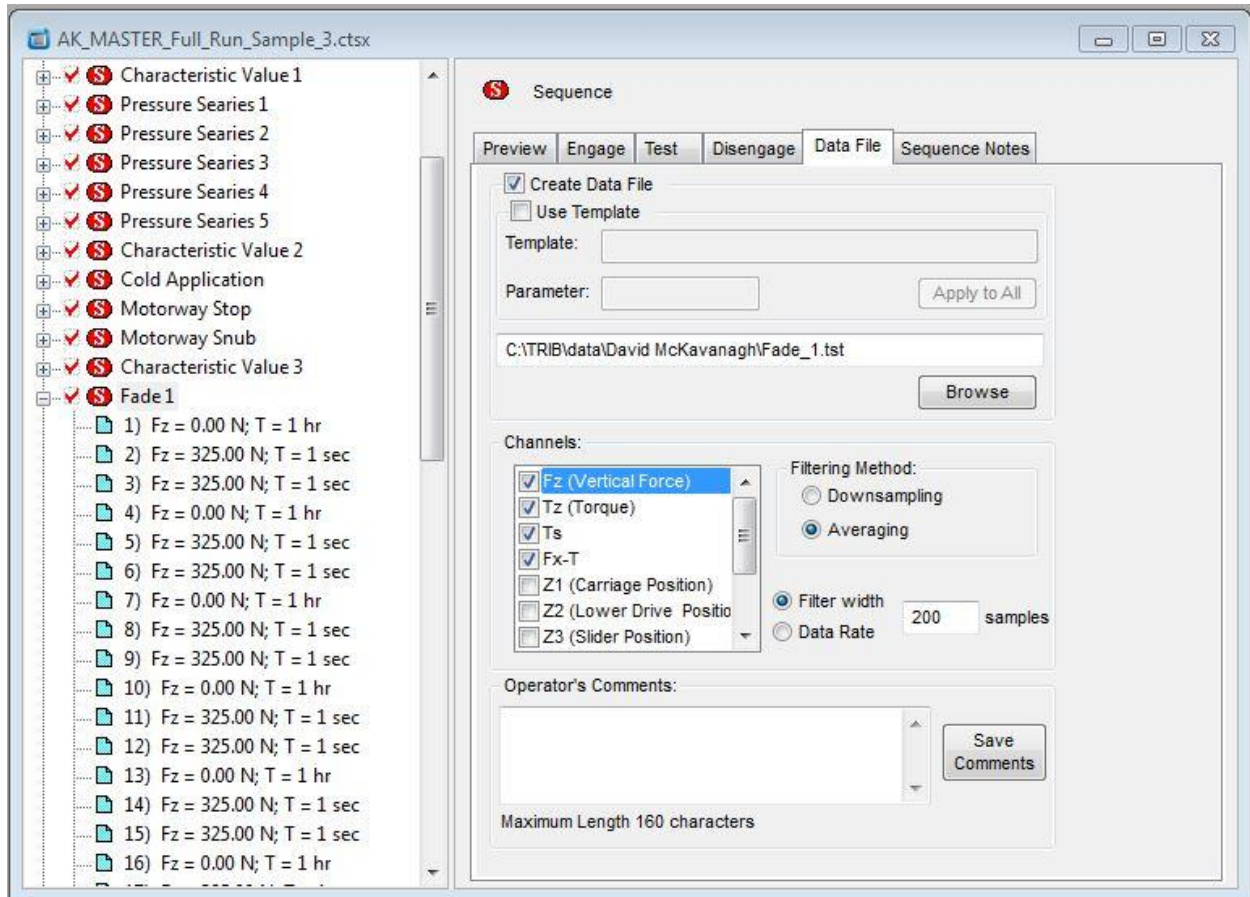 AK_MASTER_Full_Run_Sample_3.ctsx
S Characteristic Value 1
S Pressure Searies 1
S Pressure Searies 2
S Pressure Searies 3
S Pressure Searies 4
S Pressure Searies 5
S Characteristic Value 2
S Cold Application
S Motorway Stop
S Motorway Snub
S Characteristic Value 3
S Fade 1
1) Fz = 0.00 N; T = 1 hr
2) Fz = 325.00 N; T = 1 sec
3) Fz = 325.00 N; T = 1 sec
4) Fz = 0.00 N; T = 1 hr
5) Fz = 325.00 N; T = 1 sec
6) Fz = 325.00 N; T = 1 sec
7) Fz = 0.00 N; T = 1 hr
8) Fz = 325.00 N; T = 1 sec
9) Fz = 325.00 N; T = 1 sec
10) Fz = 0.00 N; T = 1 hr
11) Fz = 325.00 N; T = 1 sec
12) Fz = 325.00 N; T = 1 sec
13) Fz = 0.00 N; T = 1 hr
14) Fz = 325.00 N; T = 1 sec
15) Fz = 325.00 N; T = 1 sec
16) Fz = 0.00 N; T = 1 hr
S Sequence
Preview Engage Test Disengage Data File Sequence Notes
Create Data File
Use Template
Template:
Parameter: Apply to All
C:\TRIB\data\David McKavanagh\Fade_1.tst
Browse
Channels:
Fz (Vertical Force)
Tz (Torque)
Ts
Fx-T
Z1 (Carriage Position)
Z2 (Lower Drive Positio
Z3 (Slider Position)
Filtering Method:
Downsampling
Averaging
Filter width
Data Rate
200 samples
Operator's Comments:
Save
Comments
Maximum Length 160 characters